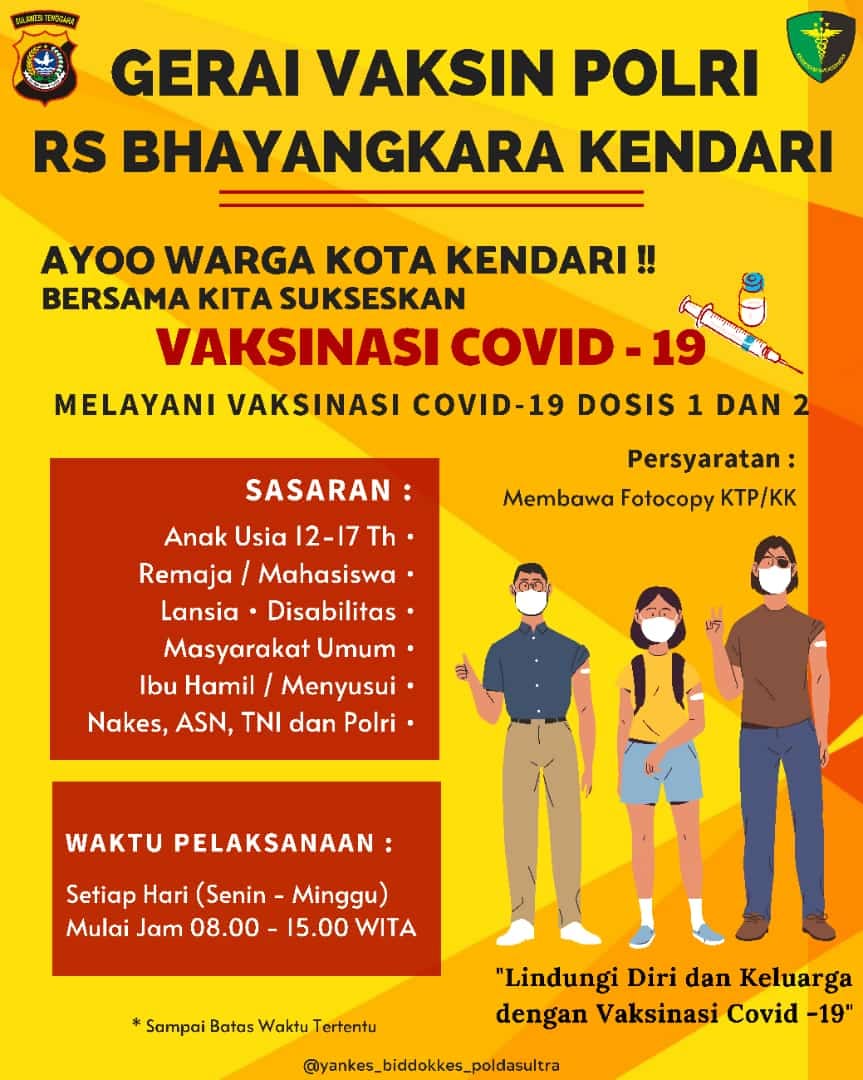 SULAWESI TENGGARA
GERAI VAKSIN POLRI
RS BHAYANGKARA KENDARI
AYOO WARGA KOTA KENDARI !!
BERSAMA KITA SUKSESKAN
VAKSINASI COVID - 19
MELAYANI VAKSINASI COVID-19 DOSIS 1 DAN 2
SASARAN :
Anak Usia 12-17 Th •
Remaja / Mahasiswa •
Lansia • Disabilitas •
Masyarakat Umum •
Ibu Hamil / Menyusui •
Nakes, ASN, TNI dan Polri •
Persyaratan :
Membawa Fotocopy KTP/KK
WAKTU PELAKSANAAN :
Setiap Hari (Senin - Minggu)
Mulai Jam 08.00 - 15.00 WITA
"Lindungi Diri dan Keluarga
dengan Vaksinasi Covid -19"
* Sampai Batas Waktu Tertentu
@yankes_biddokkes_poldasultra